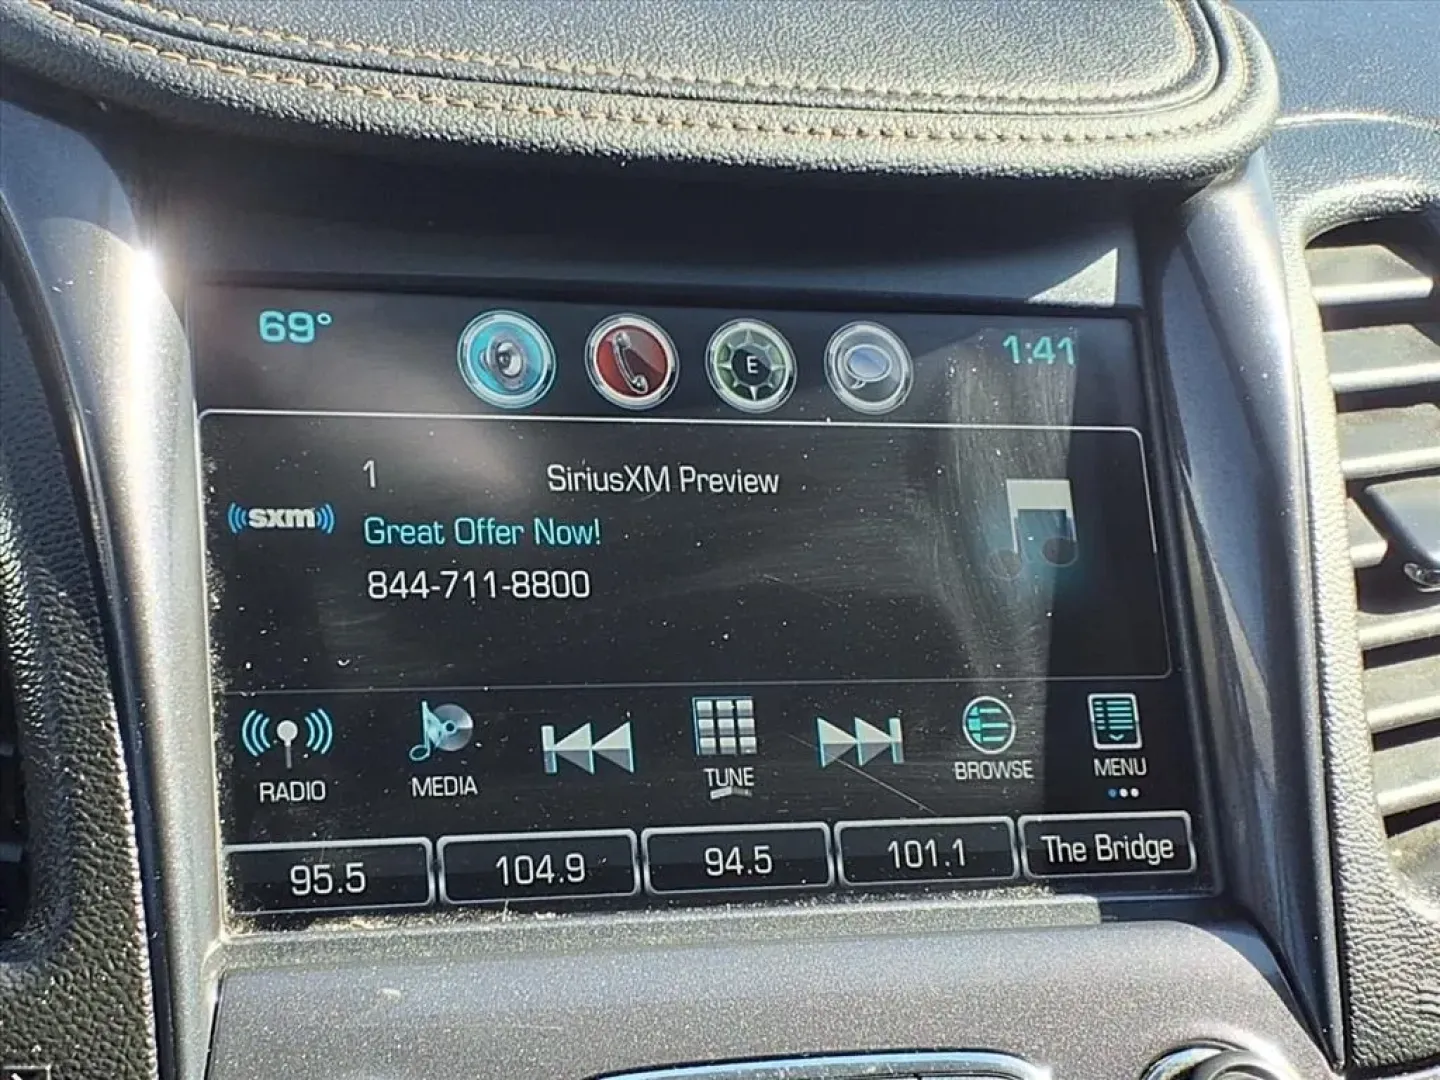 69° E 1:41
1 SiriusXM Preview
sxm
Great Offer Now!
844-711-8800
RADIO MEDIA TUNE BROWSE MENU
95.5 104.9 94.5 101.1 The Bridge